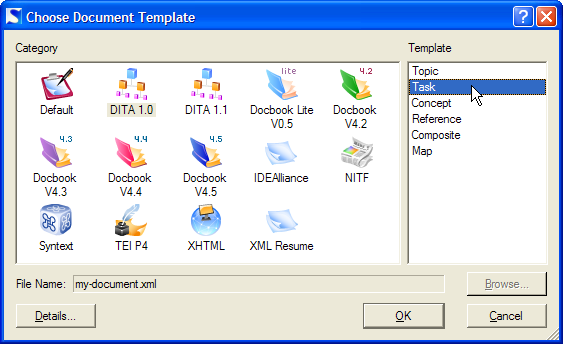 Choose Document Template
Category
Template
Default
DITA 1.0
DITA 1.1
lite
Docbook Lite
V0.5
4.2
Docbook
V4.2
4.3
Docbook
V4.3
4.4
Docbook
V4.4
4.5
Docbook
V4.5
IDEAlliance
NITF
Syntext
TEI P4
XHTML
XML Resume
Topic
Task
Concept
Reference
Composite
Map
File Name: my-document.xml
Browse...
Details...
OK
Cancel